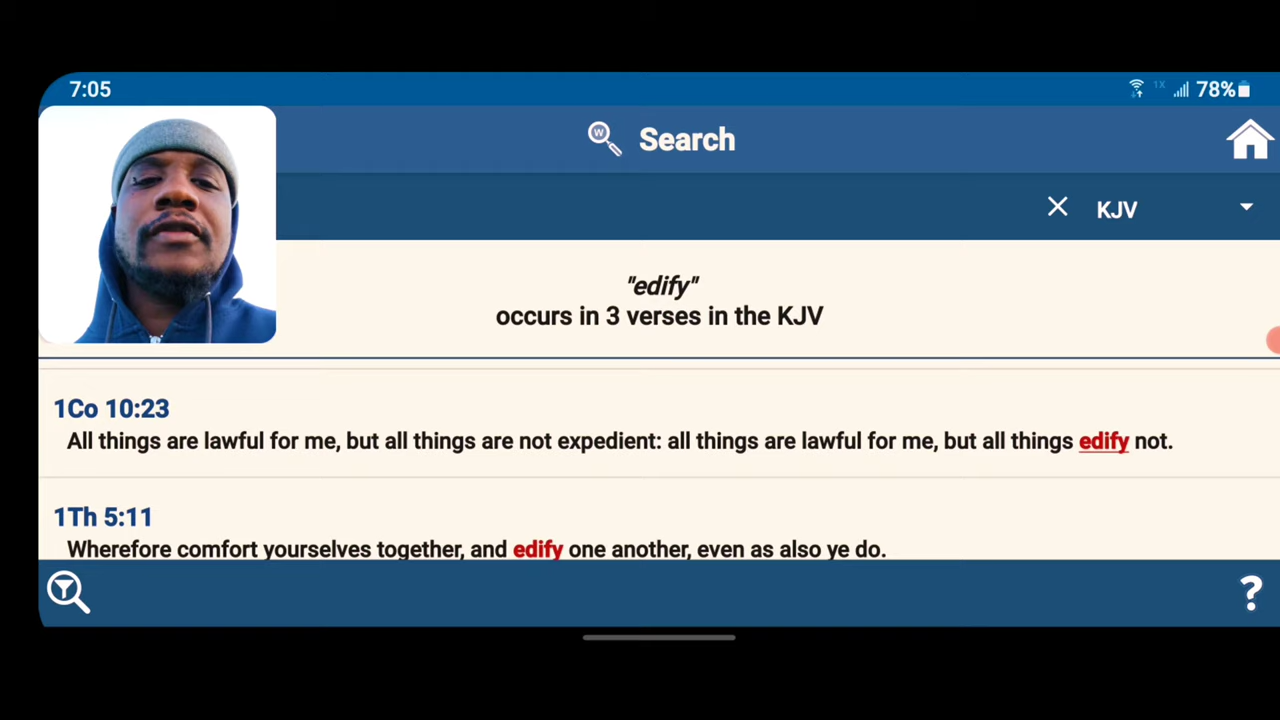 7:05
1X
78%
W
Search
KJV
"edify"
occurs in 3 verses in the KJV
1Co 10:23
All things are lawful for me, but all things are not expedient: all things are lawful for me, but all things edify not.
1Th 5:11
Wherefore comfort yourselves together, and edify one another, even as also ye do.
?